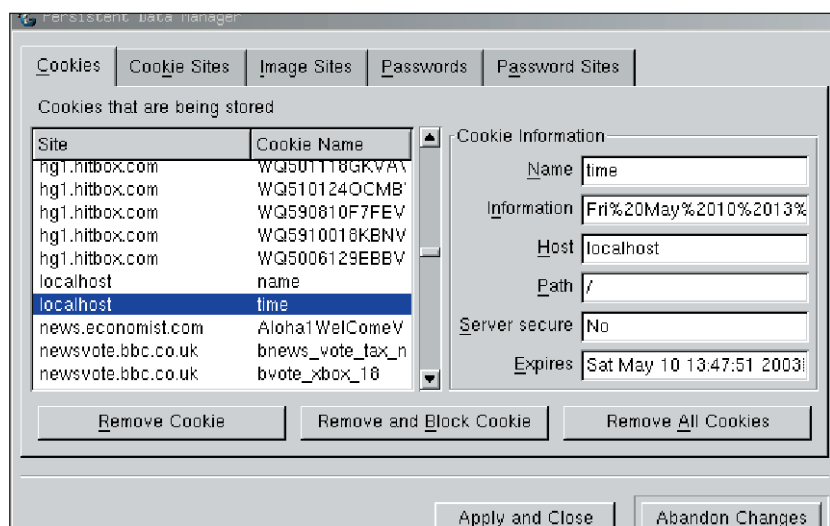 Persistent Data Manager
Cookies
Cookie Sites
Image Sites
Passwords
Password Sites
Cookies that are being stored
Site Cookie Name
hg1.hitbox.com WQ501118GKVAV
hg1.hitbox.com WQ510124OCMB
hg1.hitbox.com WQ590810F7FEV
hg1.hitbox.com WQ5910018KBNV
hg1.hitbox.com WQ5006129EBBV
localhost name
localhost time
news.economist.com Aloha1WelComeV
newsvote.bbc.co.uk bnews_vote_tax_n
newsvote.bbc.co.uk bvote_xbox_18
Cookie Information
Name time
Information Fri%20May%2010%2013%
Host localhost
Path /
Server secure No
Expires Sat May 10 13:47:51 2003
Remove Cookie
Remove and Block Cookie
Remove All Cookies
Apply and Close
Abandon Changes